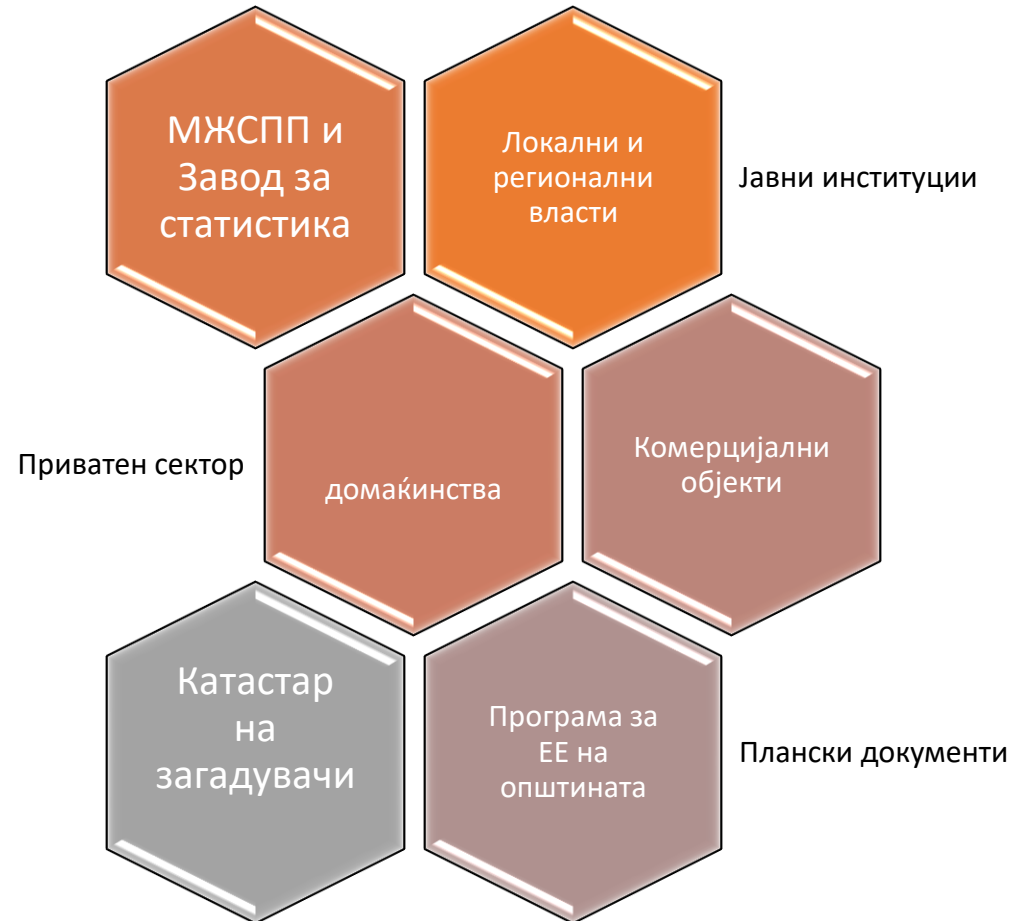 МЖСПП и
Завод за
статистика
Локални и
регионални
власти
Јавни институции
Приватен сектор
домаќинства
Комерцијални
објекти
Катастар
на
загадувачи
Програма за
ЕЕ на
општината
Плански документи